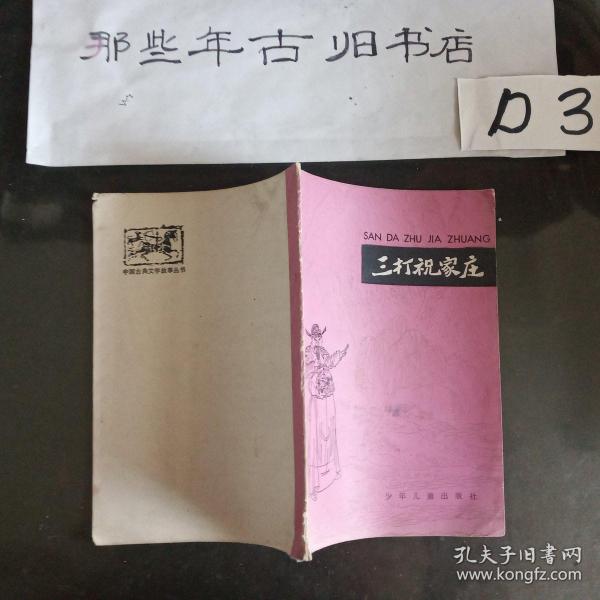 那些年古旧书店
D3
中国古典文学故事丛书
SAN DA ZHU JIA ZHUANG
三打祝家庄
少年儿童出版社
孔夫子旧书网
www.kongfz.com